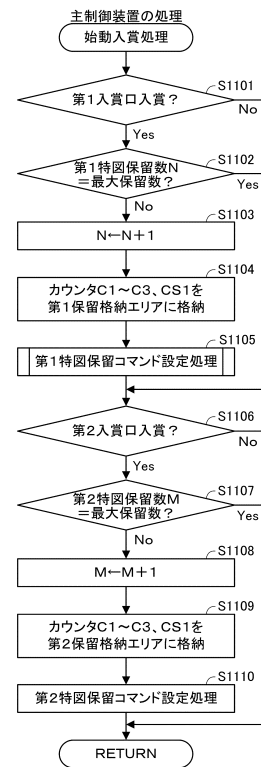 主制御装置の処理
始動入賞処理
S1101
第1入賞口入賞？
No
Yes
S1102
第1特図保留数N
＝最大保留数？
Yes
No
S1103
N←N＋1
S1104
カウンタC1～C3、CS1を
第1保留格納エリアに格納
S1105
第1特図保留コマンド設定処理
S1106
第2入賞口入賞？
No
Yes
S1107
第2特図保留数M
＝最大保留数？
Yes
No
S1108
M←M＋1
S1109
カウンタC1～C3、CS1を
第2保留格納エリアに格納
S1110
第2特図保留コマンド設定処理
RETURN